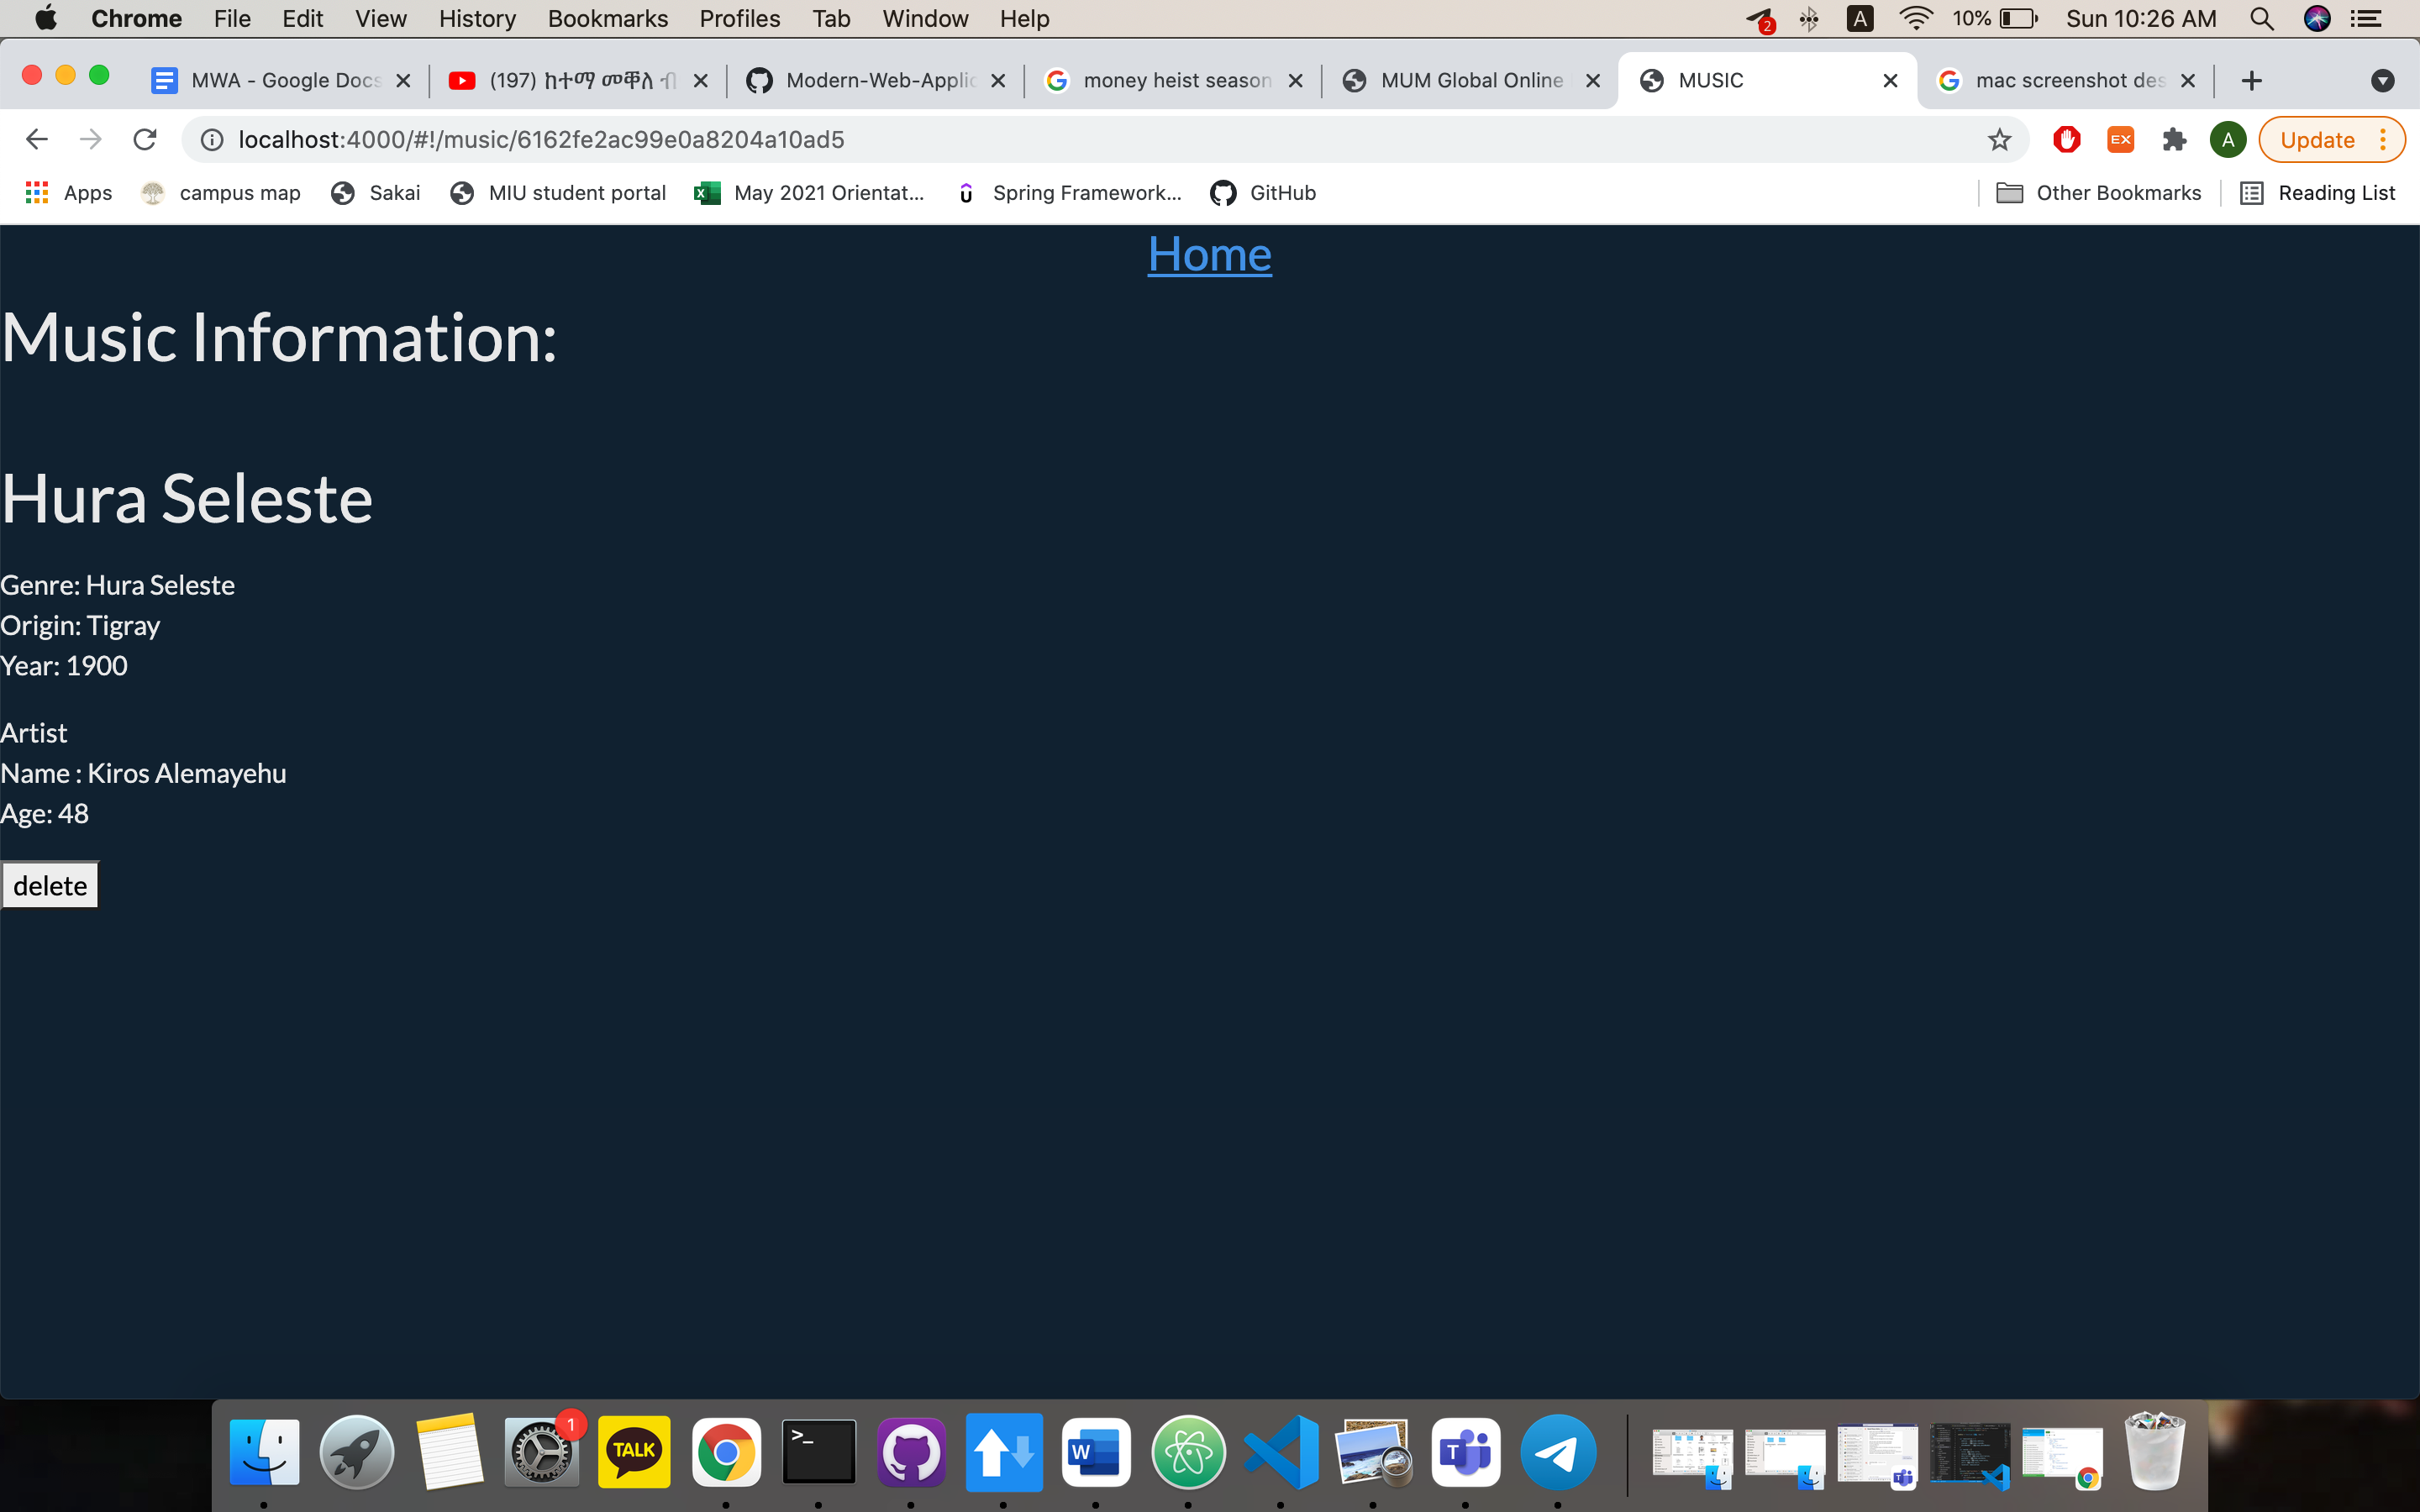 Chrome File Edit View History Bookmarks Profiles Tab Window Help 2 A 10% Sun 10:26 AM
MWA - Google Docs (197) ከተማ መቐለ Modern-Web-Applic money heist season MUM Global Online MUSIC mac screenshot des
localhost:4000/#!/music/6162fe2ac99e0a8204a10ad5 EX A Update
Apps campus map Sakai MIU student portal May 2021 Orientat... Spring Framework... GitHub Other Bookmarks Reading List
Home
Music Information:
Hura Seleste
Genre: Hura Seleste
Origin: Tigray
Year: 1900
Artist
Name : Kiros Alemayehu
Age: 48
delete
1
TALK
>_
W
T